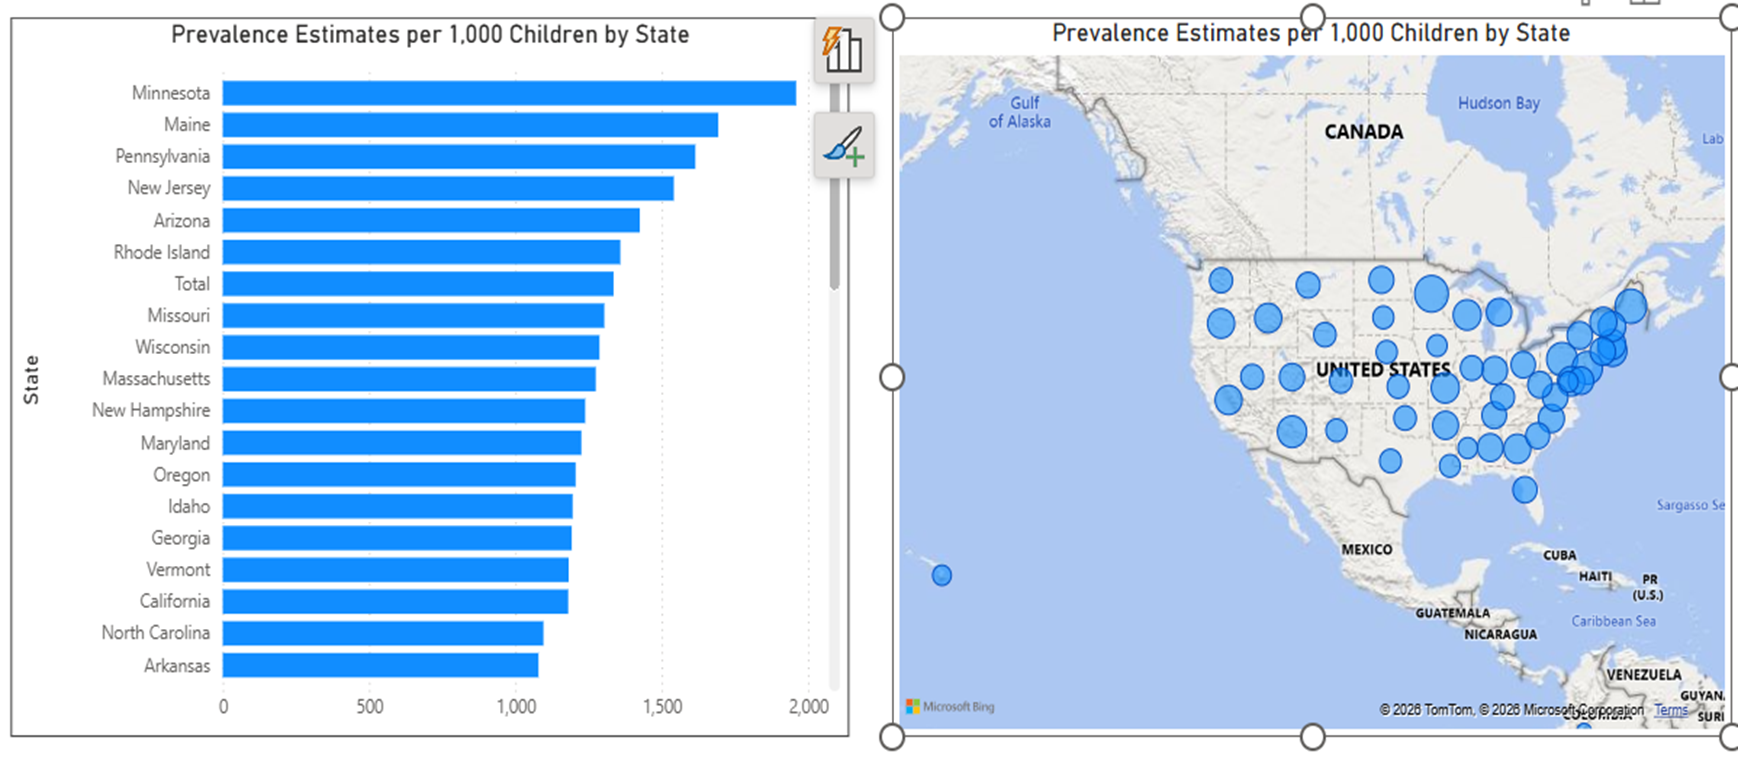 Prevalence Estimates per 1,000 Children by State
State
Minnesota
Maine
Pennsylvania
New Jersey
Arizona
Rhode Island
Total
Missouri
Wisconsin
Massachusetts
New Hampshire
Maryland
Oregon
Idaho
Georgia
Vermont
California
North Carolina
Arkansas
0 500 1,000 1,500 2,000
Prevalence Estimates per 1,000 Children by State
Gulf
of Alaska
Hudson Bay
CANADA
Lab
UNITED STATES
Sargasso Se
MEXICO
CUBA
HAITI
PR
(U.S.)
GUATEMALA
Caribbean Sea
NICARAGUA
VENEZUELA
GUYAN
Microsoft Bing
© 2026 TomTom, © 2026 Microsoft Corporation Terms
COLOMBIA
SURI